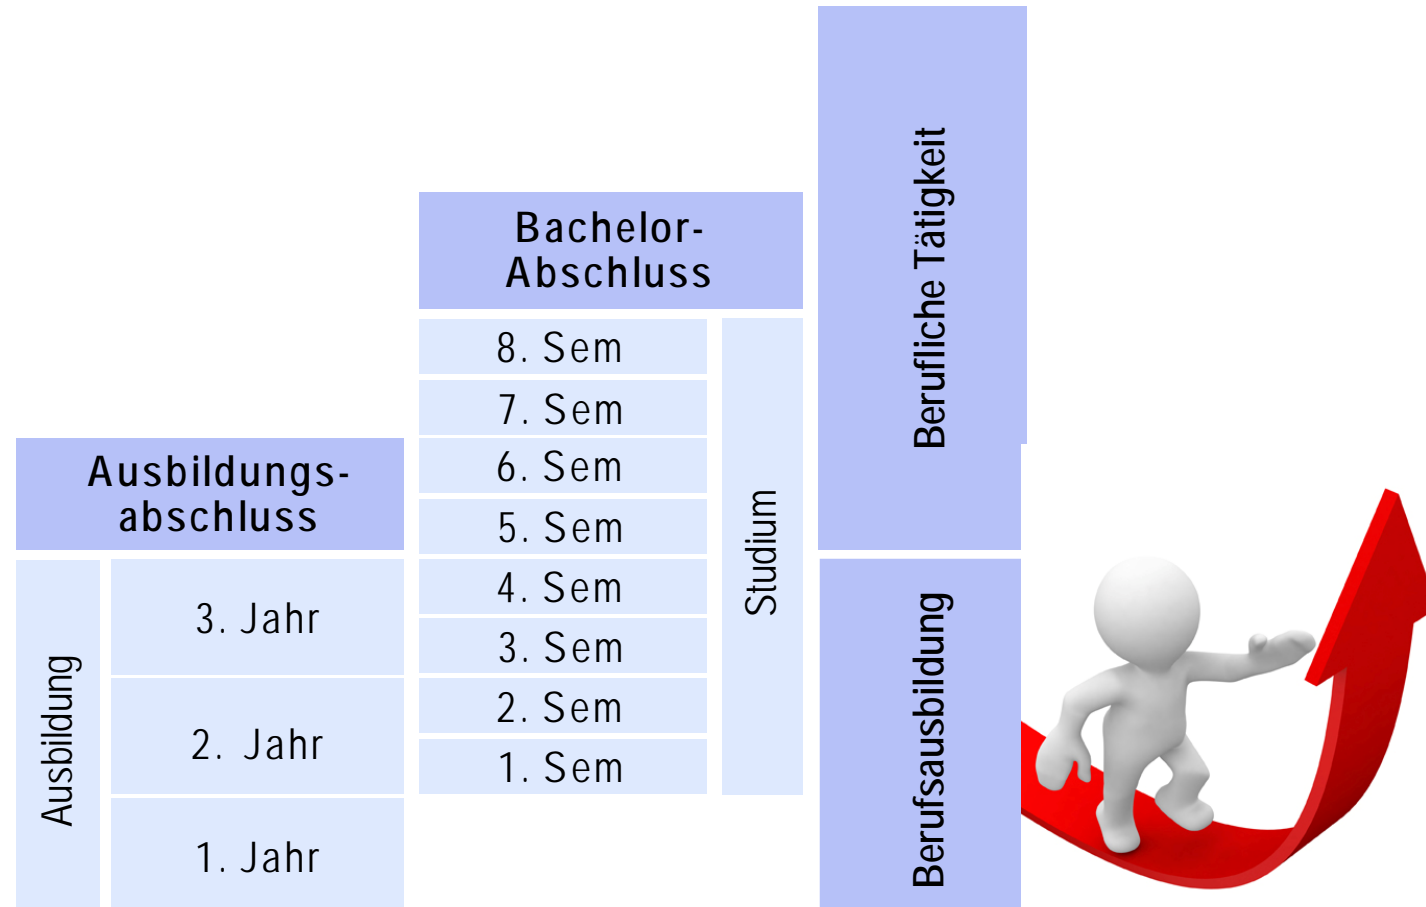 Berufliche Tätigkeit
Bachelor-
Abschluss
8. Sem
7. Sem
6. Sem
5. Sem
4. Sem
3. Sem
2. Sem
1. Sem
Studium
Ausbildungs-
abschluss
Ausbildung
3. Jahr
2. Jahr
1. Jahr
Berufsausbildung